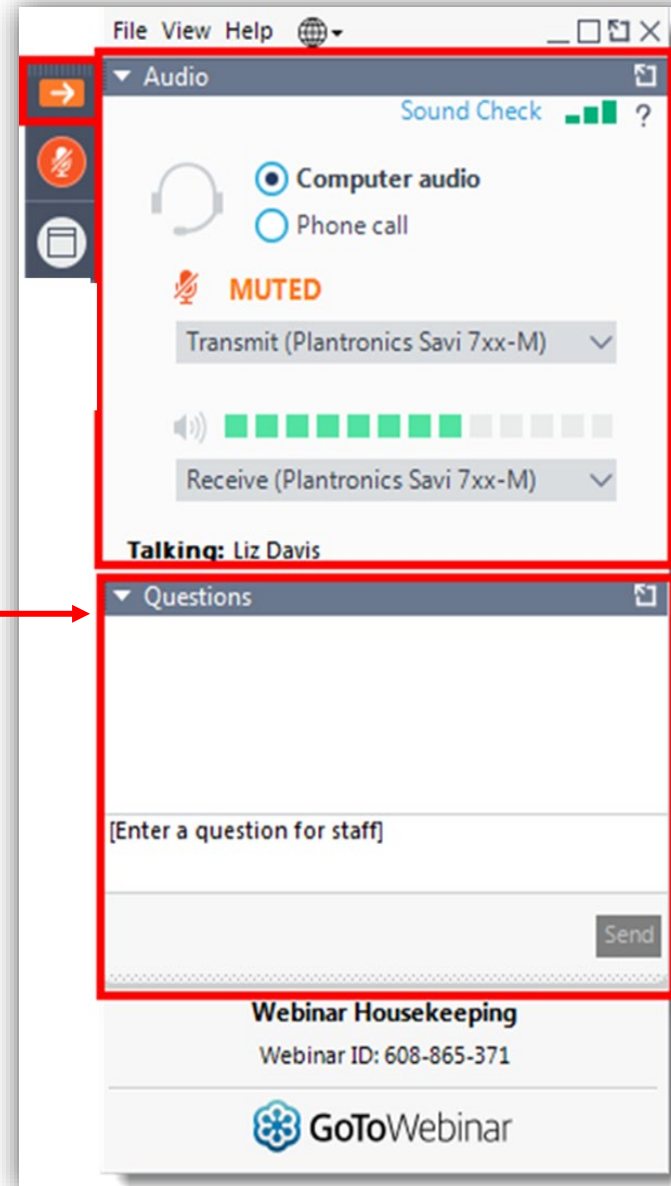 File View Help
Audio
Sound Check ?
Computer audio
Phone call
MUTED
Transmit (Plantronics Savi 7xx-M)
Receive (Plantronics Savi 7xx-M)
Talking: Liz Davis
Questions
[Enter a question for staff]
Send
Webinar Housekeeping
Webinar ID: 608-865-371
GoToWebinar